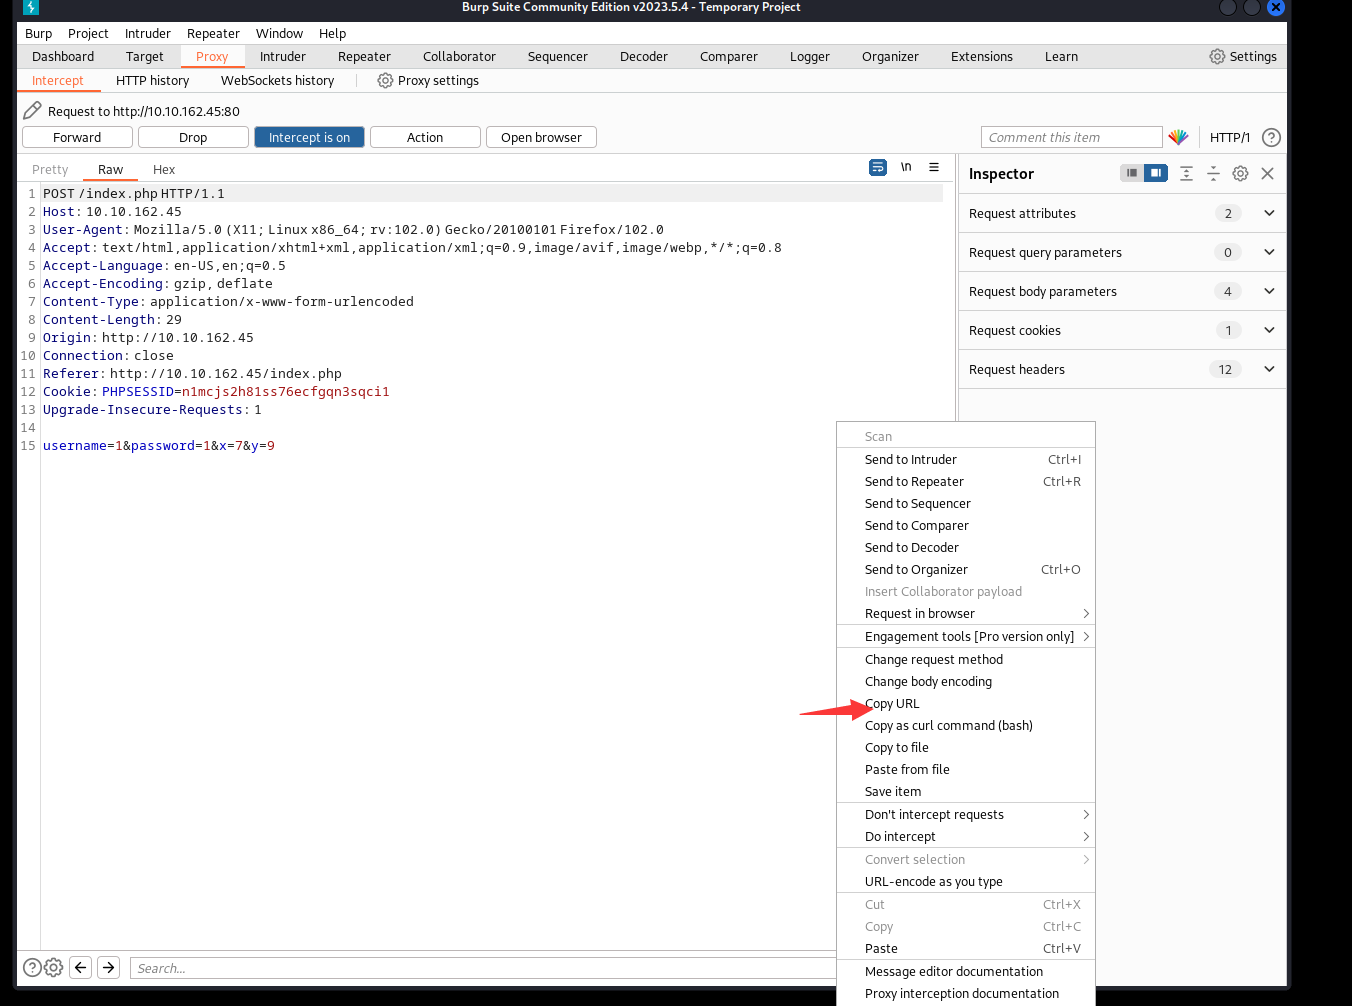 Burp Suite Community Edition v2023.5.4 - Temporary Project
Burp Project Intruder Repeater Window Help
Dashboard Target Proxy Intruder Repeater Collaborator Sequencer Decoder Comparer Logger Organizer Extensions Learn Settings
Intercept HTTP history WebSockets history Proxy settings
Request to http://10.10.162.45:80
Forward Drop Intercept is on Action Open browser Comment this item HTTP/1 ?
Pretty Raw Hex \n
Inspector
1 POST /index.php HTTP/1.1
2 Host: 10.10.162.45
3 User-Agent: Mozilla/5.0 (X11; Linux x86_64; rv:102.0) Gecko/20100101 Firefox/102.0
4 Accept: text/html,application/xhtml+xml,application/xml;q=0.9,image/avif,image/webp,*/*;q=0.8
5 Accept-Language: en-US,en;q=0.5
6 Accept-Encoding: gzip, deflate
7 Content-Type: application/x-www-form-urlencoded
8 Content-Length: 29
9 Origin: http://10.10.162.45
10 Connection: close
11 Referer: http://10.10.162.45/index.php
12 Cookie: PHPSESSID=n1mcjs2h81ss76ecfgqn3sqci1
13 Upgrade-Insecure-Requests: 1
14
15 username=1&password=1&x=7&y=9
Request attributes 2
Request query parameters 0
Request body parameters 4
Request cookies 1
Request headers 12
Scan
Send to Intruder Ctrl+I
Send to Repeater Ctrl+R
Send to Sequencer
Send to Comparer
Send to Decoder
Send to Organizer Ctrl+O
Insert Collaborator payload
Request in browser
Engagement tools [Pro version only]
Change request method
Change body encoding
Copy URL
Copy as curl command (bash)
Copy to file
Paste from file
Save item
Don't intercept requests
Do intercept
Convert selection
URL-encode as you type
Cut Ctrl+X
Copy Ctrl+C
Paste Ctrl+V
Message editor documentation
Proxy interception documentation
? Search...